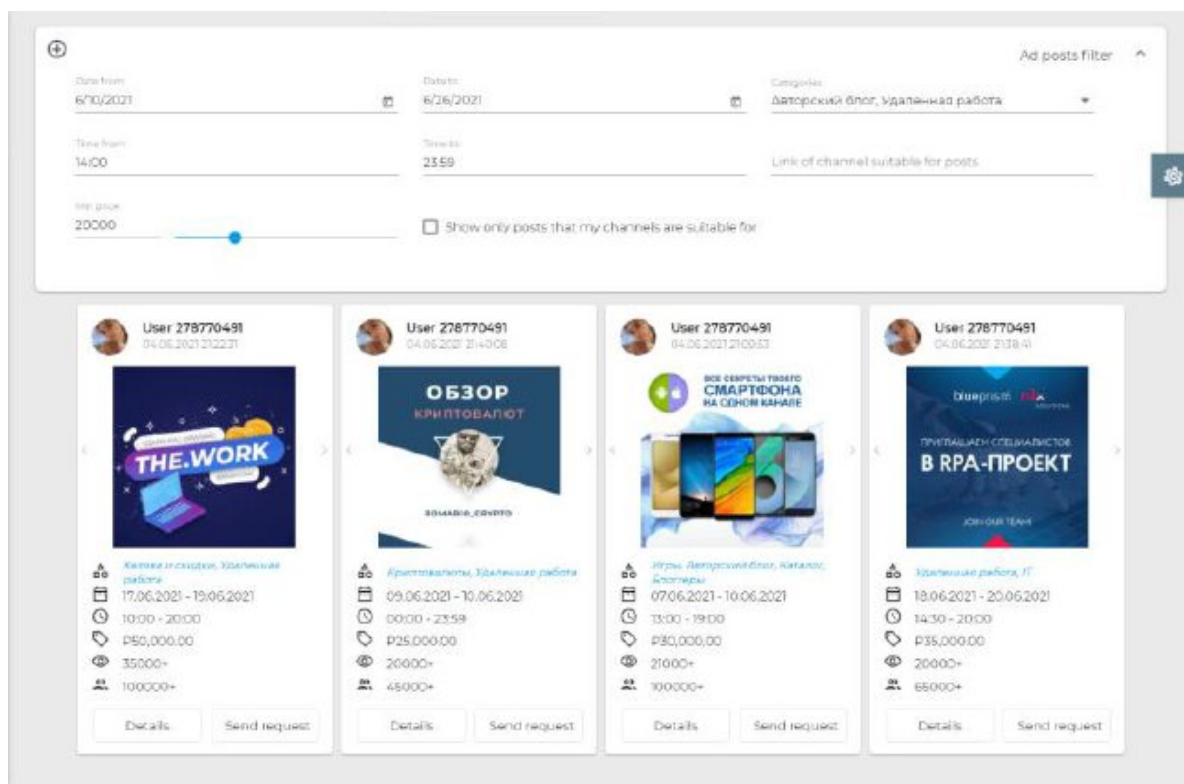 Ad posts filter
Date from
Date to
Categories
6/10/2021
6/26/2021
Авторский блог, Удаленная работа
Time from
Time to
14:00
23:59
Link of channel suitable for posts
Min price
20000
Show only posts that my channels are suitable for
User 278770491
04.06.2021 21:22:31
THE.WORK
Удаленная
работа
17.06.2021 - 19.06.2021
10:00 - 20:00
₽50,000.00
35000+
100000+
Details
Send request
User 278770491
04.06.2021 21:40:08
ОБЗОР
КРИПТОВАЛЮТ
Криптовалюты, Удаленная работа
09.06.2021 - 10.06.2021
00:00 - 23:59
₽25,000.00
20000+
45000+
Details
Send request
User 278770491
04.06.2021 21:00:53
ВСЕ СЕКРЕТЫ ТВОЕГО
СМАРТФОНА
НА ОДНОМ КАНАЛЕ
Игры, Авторский блог, Каталог,
Блоггеры
07.06.2021 - 10.06.2021
13:00 - 19:00
₽30,000.00
21000+
100000+
Details
Send request
User 278770491
04.06.2021 21:38:41
blueprism
ПРИГЛАШАЕМ СПЕЦИАЛИСТОВ
В RPA-ПРОЕКТ
JOIN OUR TEAM!
Удаленная работа, IT
18.06.2021 - 20.06.2021
14:30 - 20:00
₽35,000.00
20000+
65000+
Details
Send request